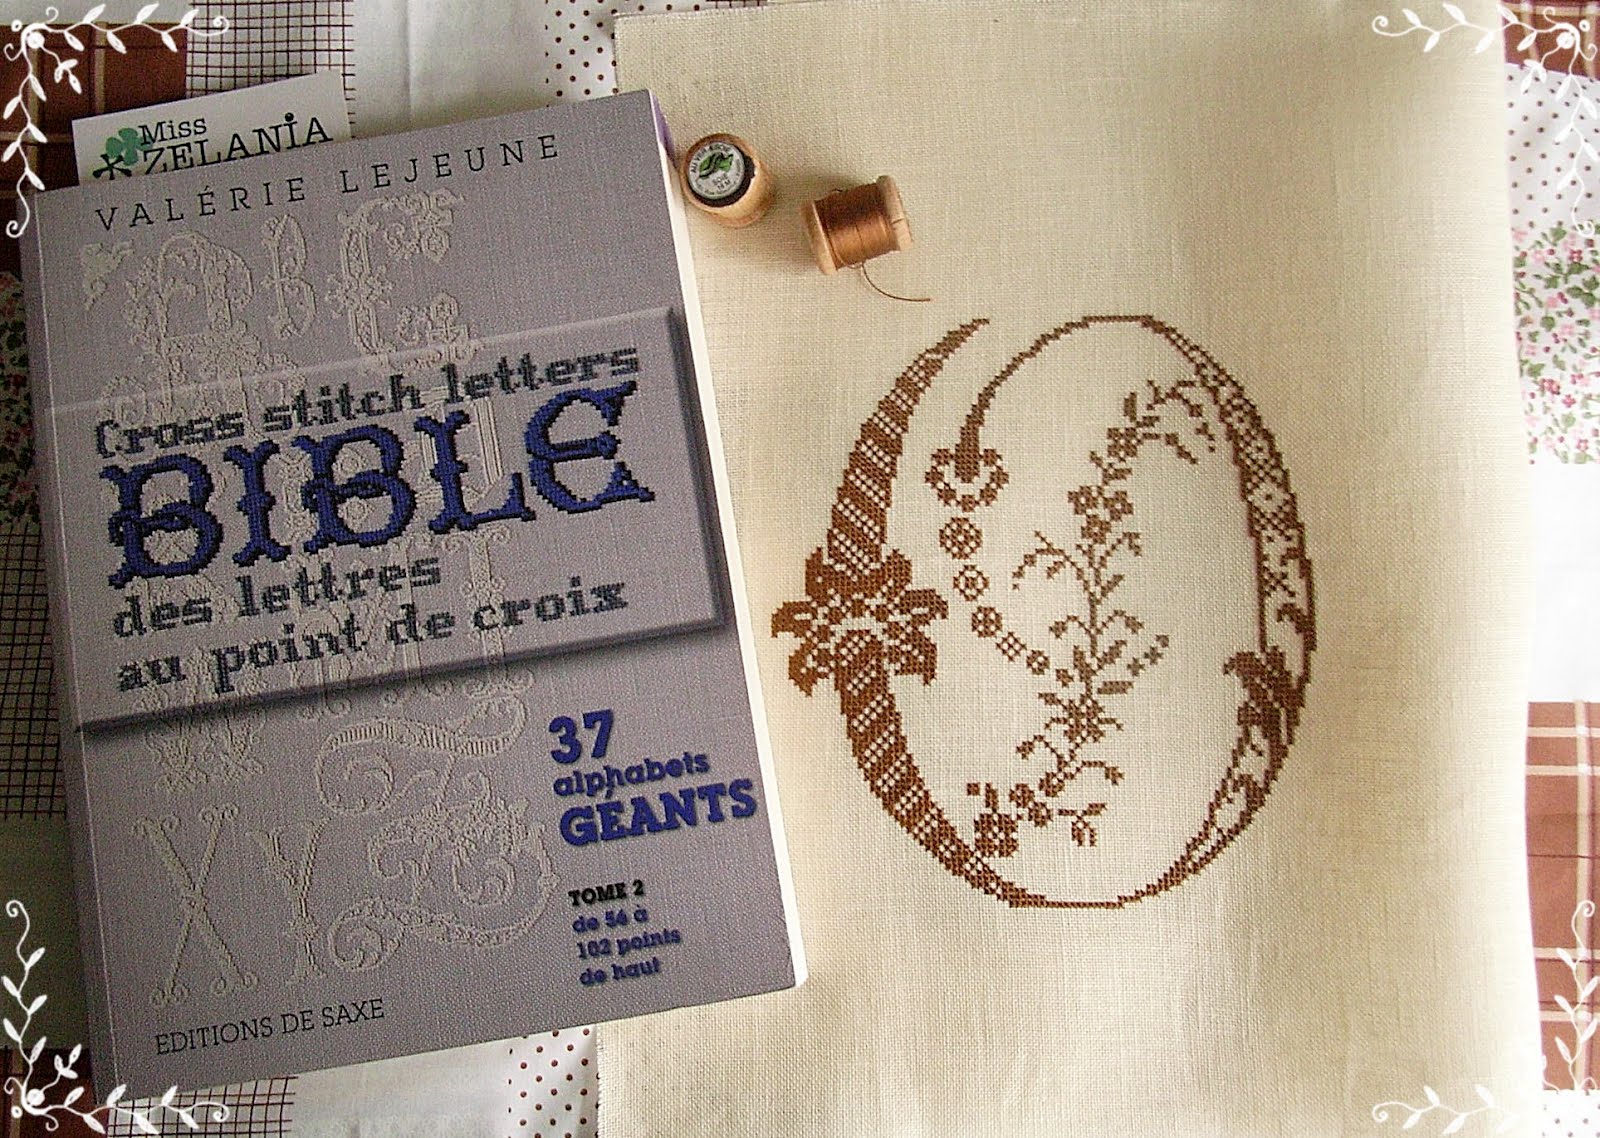 Miss
ZELANIA
VALÉRIE LEJEUNE
Cross stitch letters
BIBLE
des lettres
au point de croix
37
alphabets
GÉANTS
TOME 2
de 54 à
102 points
de haut
EDITIONS DE SAXE